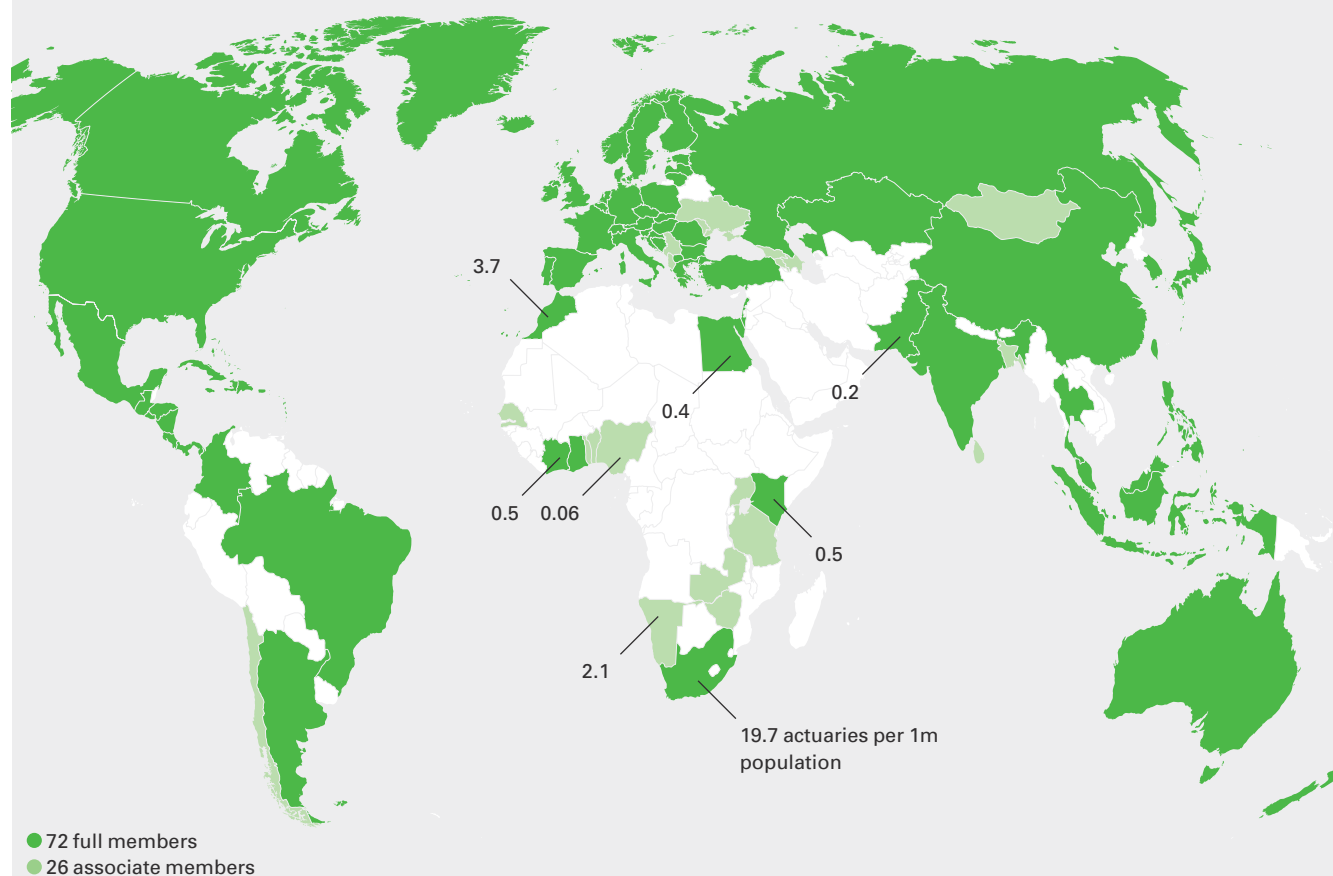 3.7
0.2
0.4
0.5
0.06
0.5
2.1
19.7 actuaries per 1m
population
72 full members
26 associate members